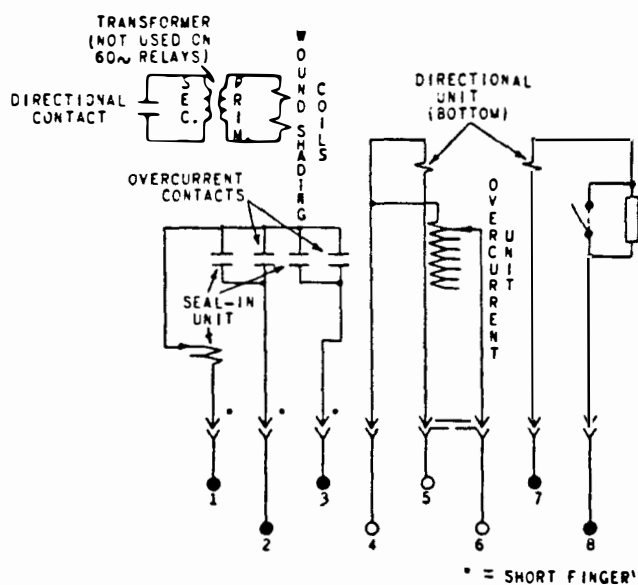 TRANSFORMER
(NOT USED ON
60~ RELAYS)
SEC.
PRIM.
WOUND SHADING
COILS
DIRECTIONAL
CONTACT
DIRECTIONAL
UNIT
(BOTTOM)
OVERCURRENT
CONTACTS
OVERCURRENT
UNIT
SEAL-IN
UNIT
* * *
1 3 5 7
2 4 6 8
* = SHORT FINGERS